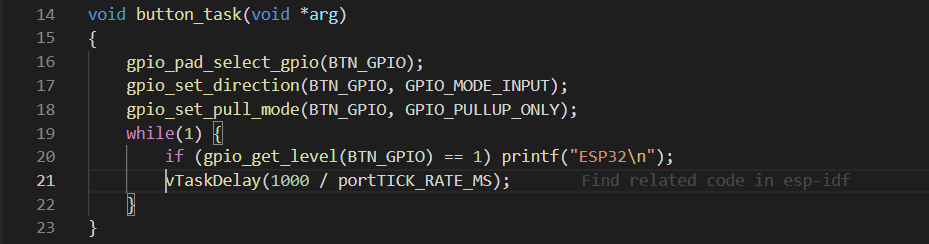 14 void button_task(void *arg)
15 {
16     gpio_pad_select_gpio(BTN_GPIO);
17     gpio_set_direction(BTN_GPIO, GPIO_MODE_INPUT);
18     gpio_set_pull_mode(BTN_GPIO, GPIO_PULLUP_ONLY);
19     while(1) {
20         if (gpio_get_level(BTN_GPIO) == 1) printf("ESP32\n");
21         vTaskDelay(1000 / portTICK_RATE_MS); Find related code in esp-idf
22     }
23 }